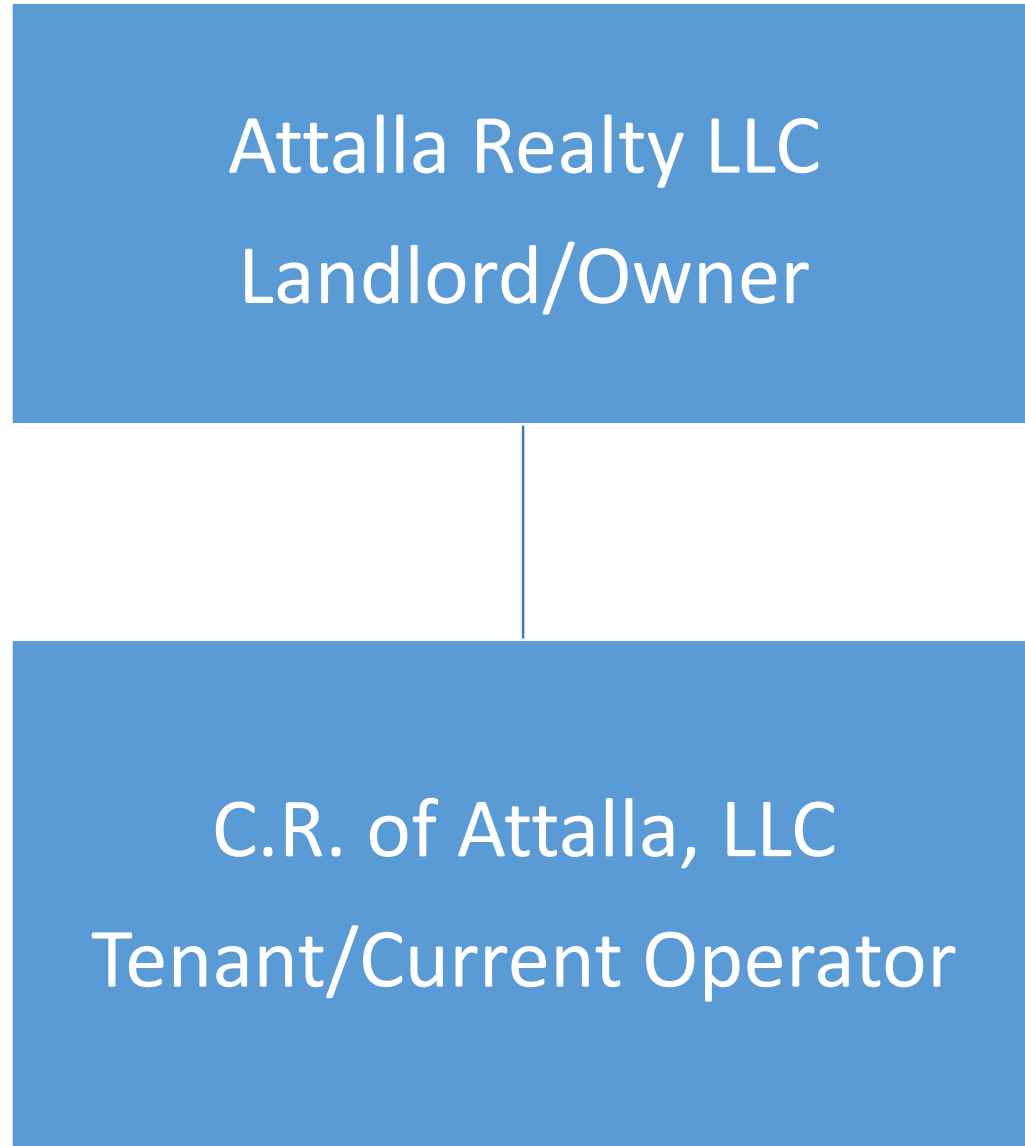 Attalla Realty LLC
Landlord/Owner
C.R. of Attalla, LLC
Tenant/Current Operator